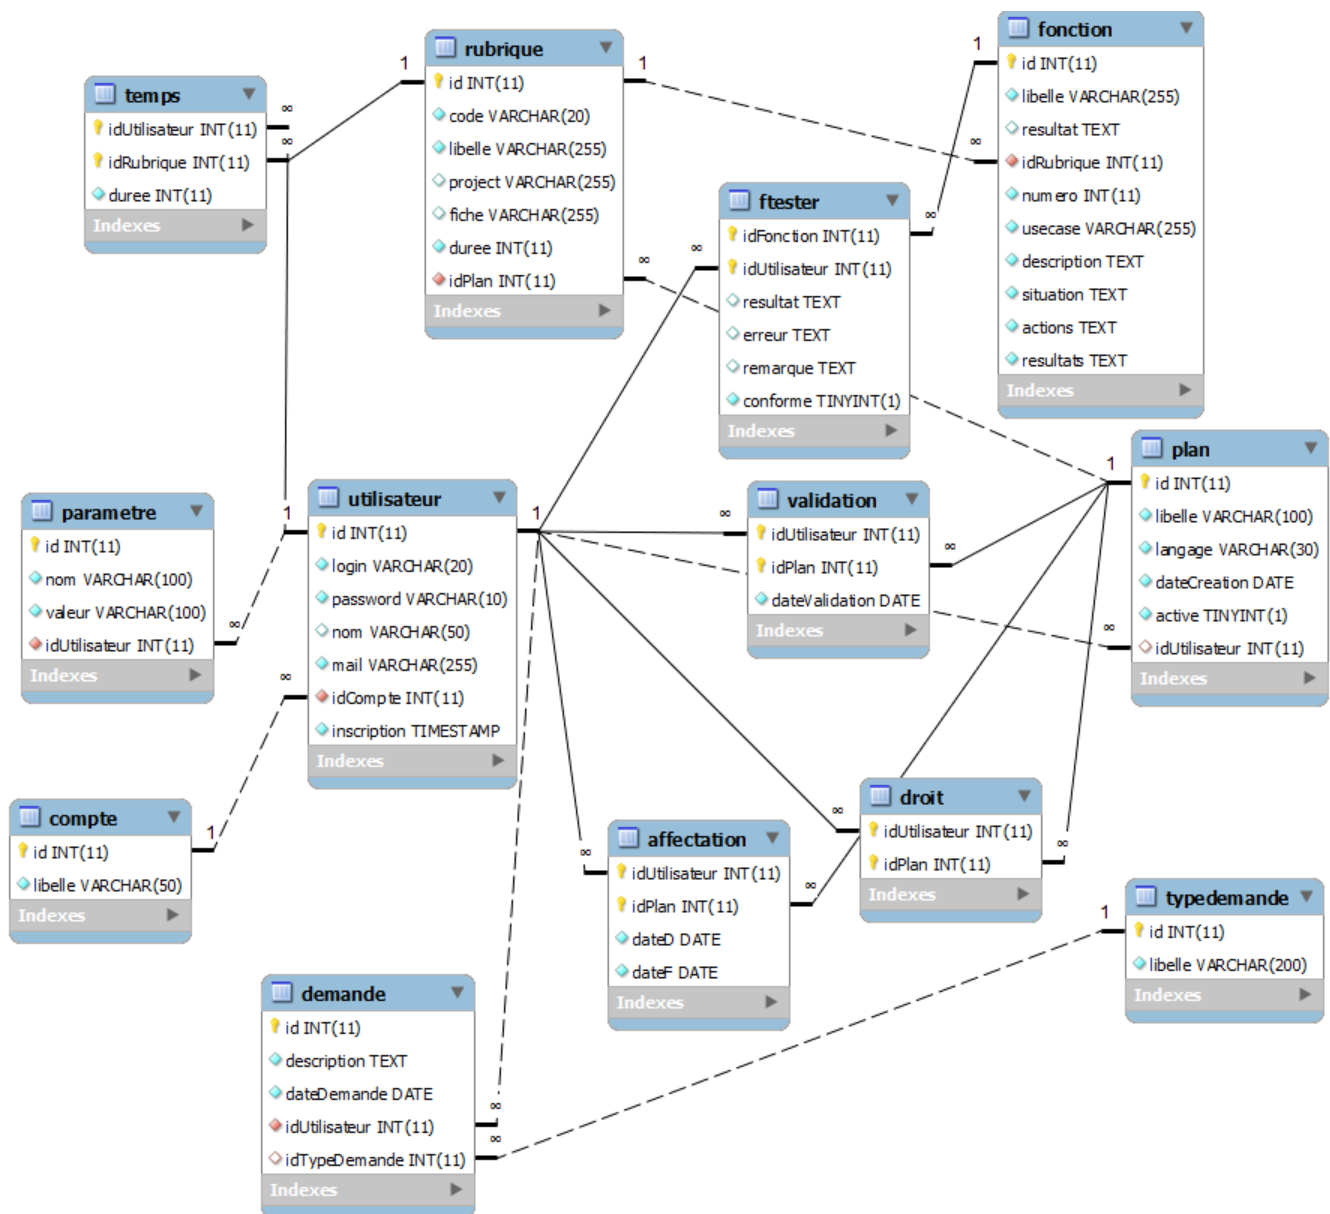 temps
idUtilisateur INT(11)
idRubrique INT(11)
duree INT(11)
Indexes
∞
∞
1
rubrique
id INT(11)
code VARCHAR(20)
libelle VARCHAR(255)
project VARCHAR(255)
fiche VARCHAR(255)
duree INT(11)
idPlan INT(11)
Indexes
1
∞
fonction
id INT(11)
libelle VARCHAR(255)
resultat TEXT
idRubrique INT(11)
numero INT(11)
usecase VARCHAR(255)
description TEXT
situation TEXT
actions TEXT
resultats TEXT
Indexes
1
∞
ftester
idFonction INT(11)
idUtilisateur INT(11)
resultat TEXT
erreur TEXT
remarque TEXT
conforme TINYINT(1)
Indexes
∞
∞
parametre
id INT(11)
nom VARCHAR(100)
valeur VARCHAR(100)
idUtilisateur INT(11)
Indexes
∞
1
utilisateur
id INT(11)
login VARCHAR(20)
password VARCHAR(10)
nom VARCHAR(50)
mail VARCHAR(255)
idCompte INT(11)
inscription TIMESTAMP
Indexes
1
∞
validation
idUtilisateur INT(11)
idPlan INT(11)
dateValidation DATE
Indexes
∞
∞
plan
id INT(11)
libelle VARCHAR(100)
langage VARCHAR(30)
dateCreation DATE
active TINYINT(1)
idUtilisateur INT(11)
Indexes
1
∞
compte
id INT(11)
libelle VARCHAR(50)
Indexes
1
affectation
idUtilisateur INT(11)
idPlan INT(11)
dateD DATE
dateF DATE
Indexes
∞
∞
droit
idUtilisateur INT(11)
idPlan INT(11)
Indexes
∞
∞
typedemande
id INT(11)
libelle VARCHAR(200)
Indexes
1
demande
id INT(11)
description TEXT
dateDemande DATE
idUtilisateur INT(11)
idTypeDemande INT(11)
Indexes
∞
∞